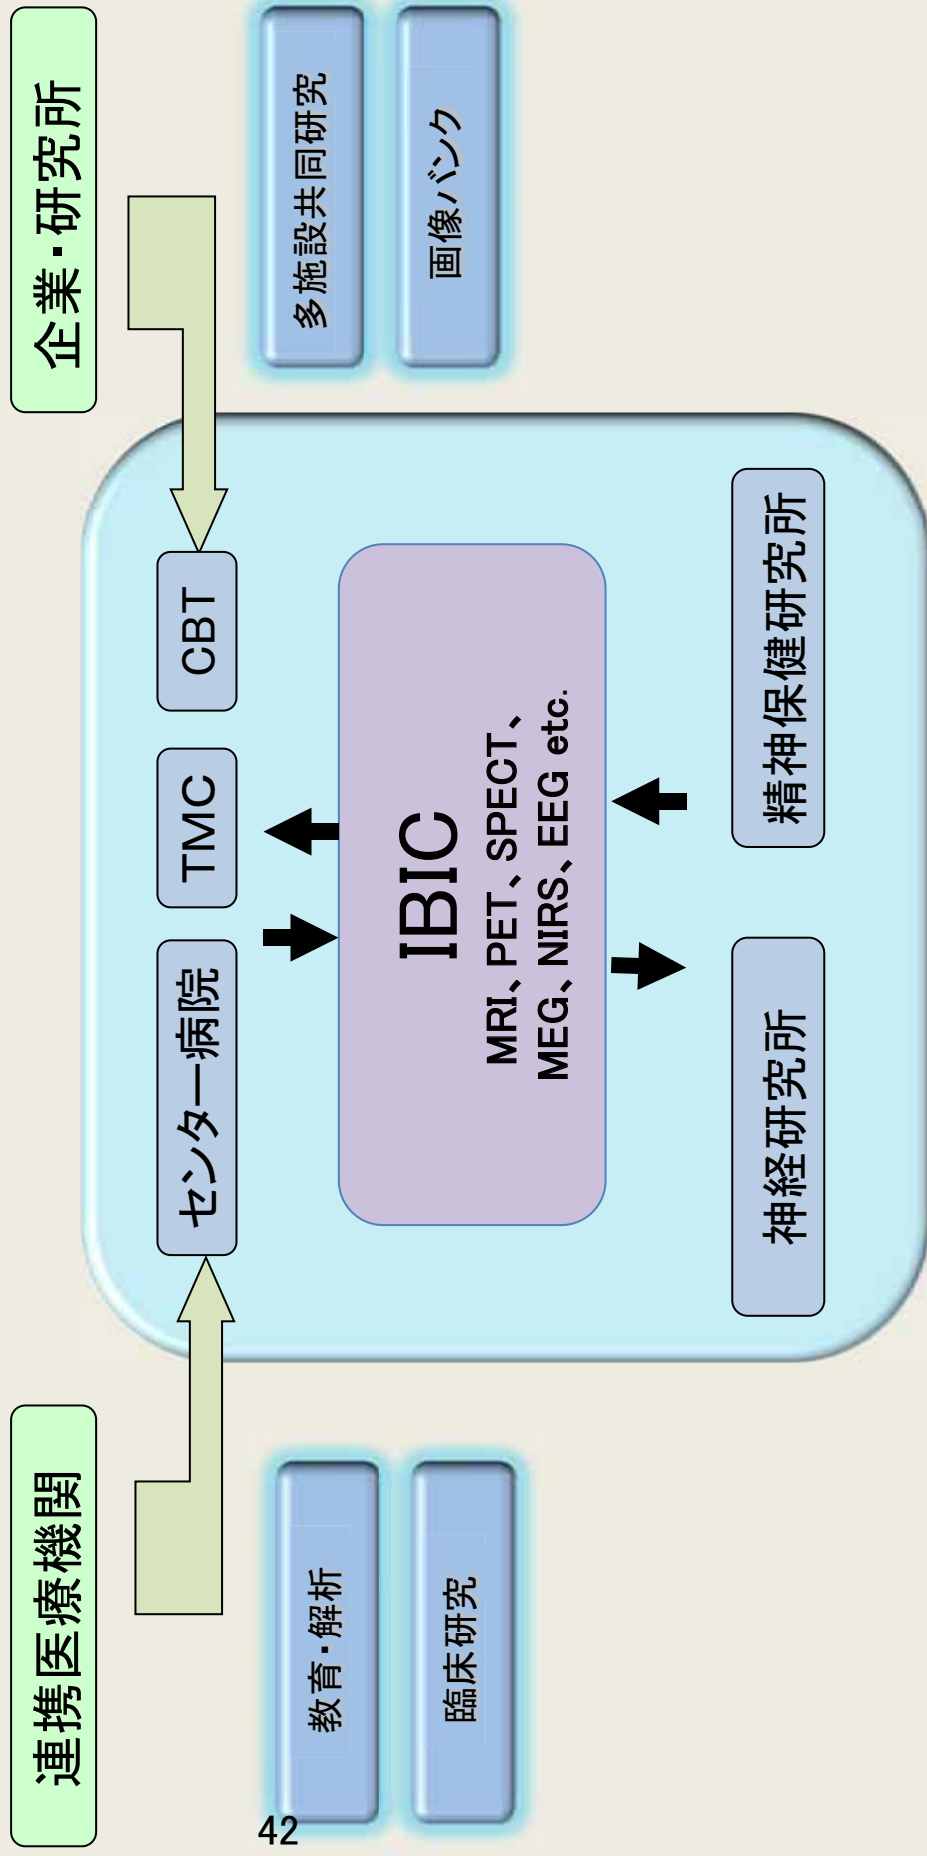 連携医療機関
企業・研究所
センター病院
TMC
CBT
教育・解析
臨床研究
IBIC
MRI、PET、SPECT、
MEG、NIRS、EEG etc.
多施設共同研究
画像バンク
神経研究所
精神保健研究所
42